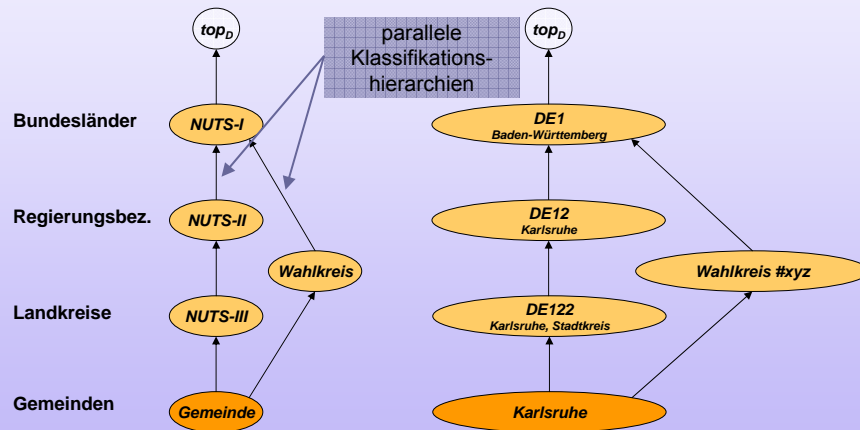 top_D
top_D
parallele
Klassifikations-
hierarchien
Bundesländer
NUTS-I
DE1
Baden-Württemberg
Regierungsbez.
NUTS-II
DE12
Karlsruhe
Wahlkreis
Wahlkreis #xyz
Landkreise
NUTS-III
DE122
Karlsruhe, Stadtkreis
Gemeinden
Gemeinde
Karlsruhe